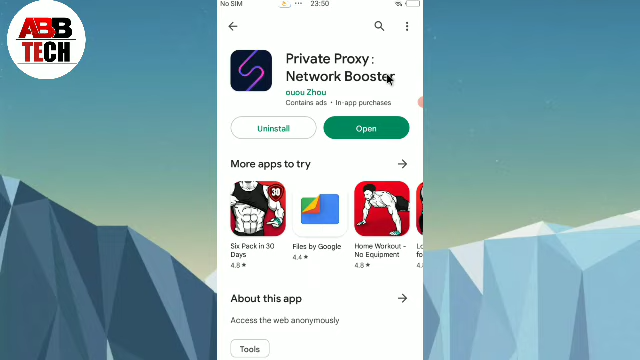 No SIM
23:50
ABB
TECH
Private Proxy:
Network Booster
ouou Zhou
Contains ads • In-app purchases
Uninstall
Open
More apps to try
30
Six Pack in 30
Days
4.8★
Files by Google
4.4★
Home Workout -
No Equipment
4.8★
About this app
Access the web anonymously
Tools